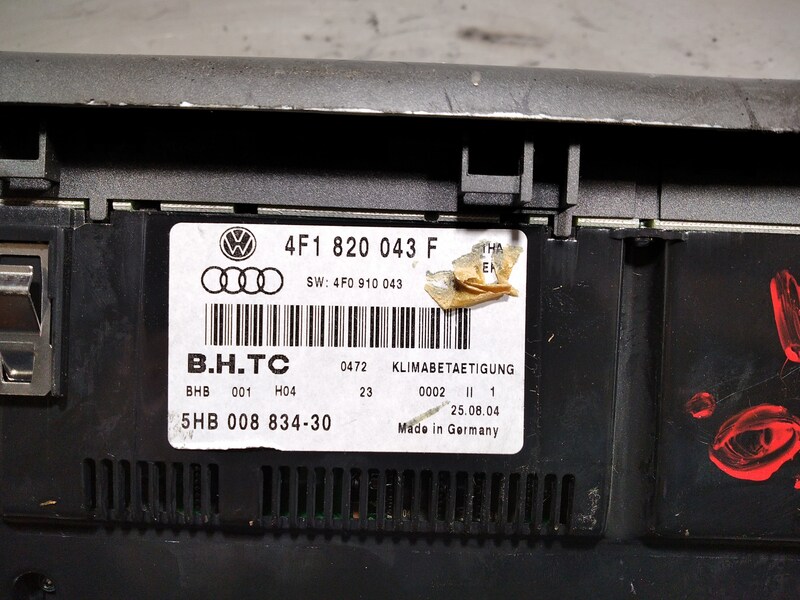 4F1 820 043 F
SW: 4F0 910 043
B.H.TC 0472 KLIMABETAETIGUNG
BHB 001 H04 23 0002 II 1
25.08.04
5HB 008 834-30 Made in Germany